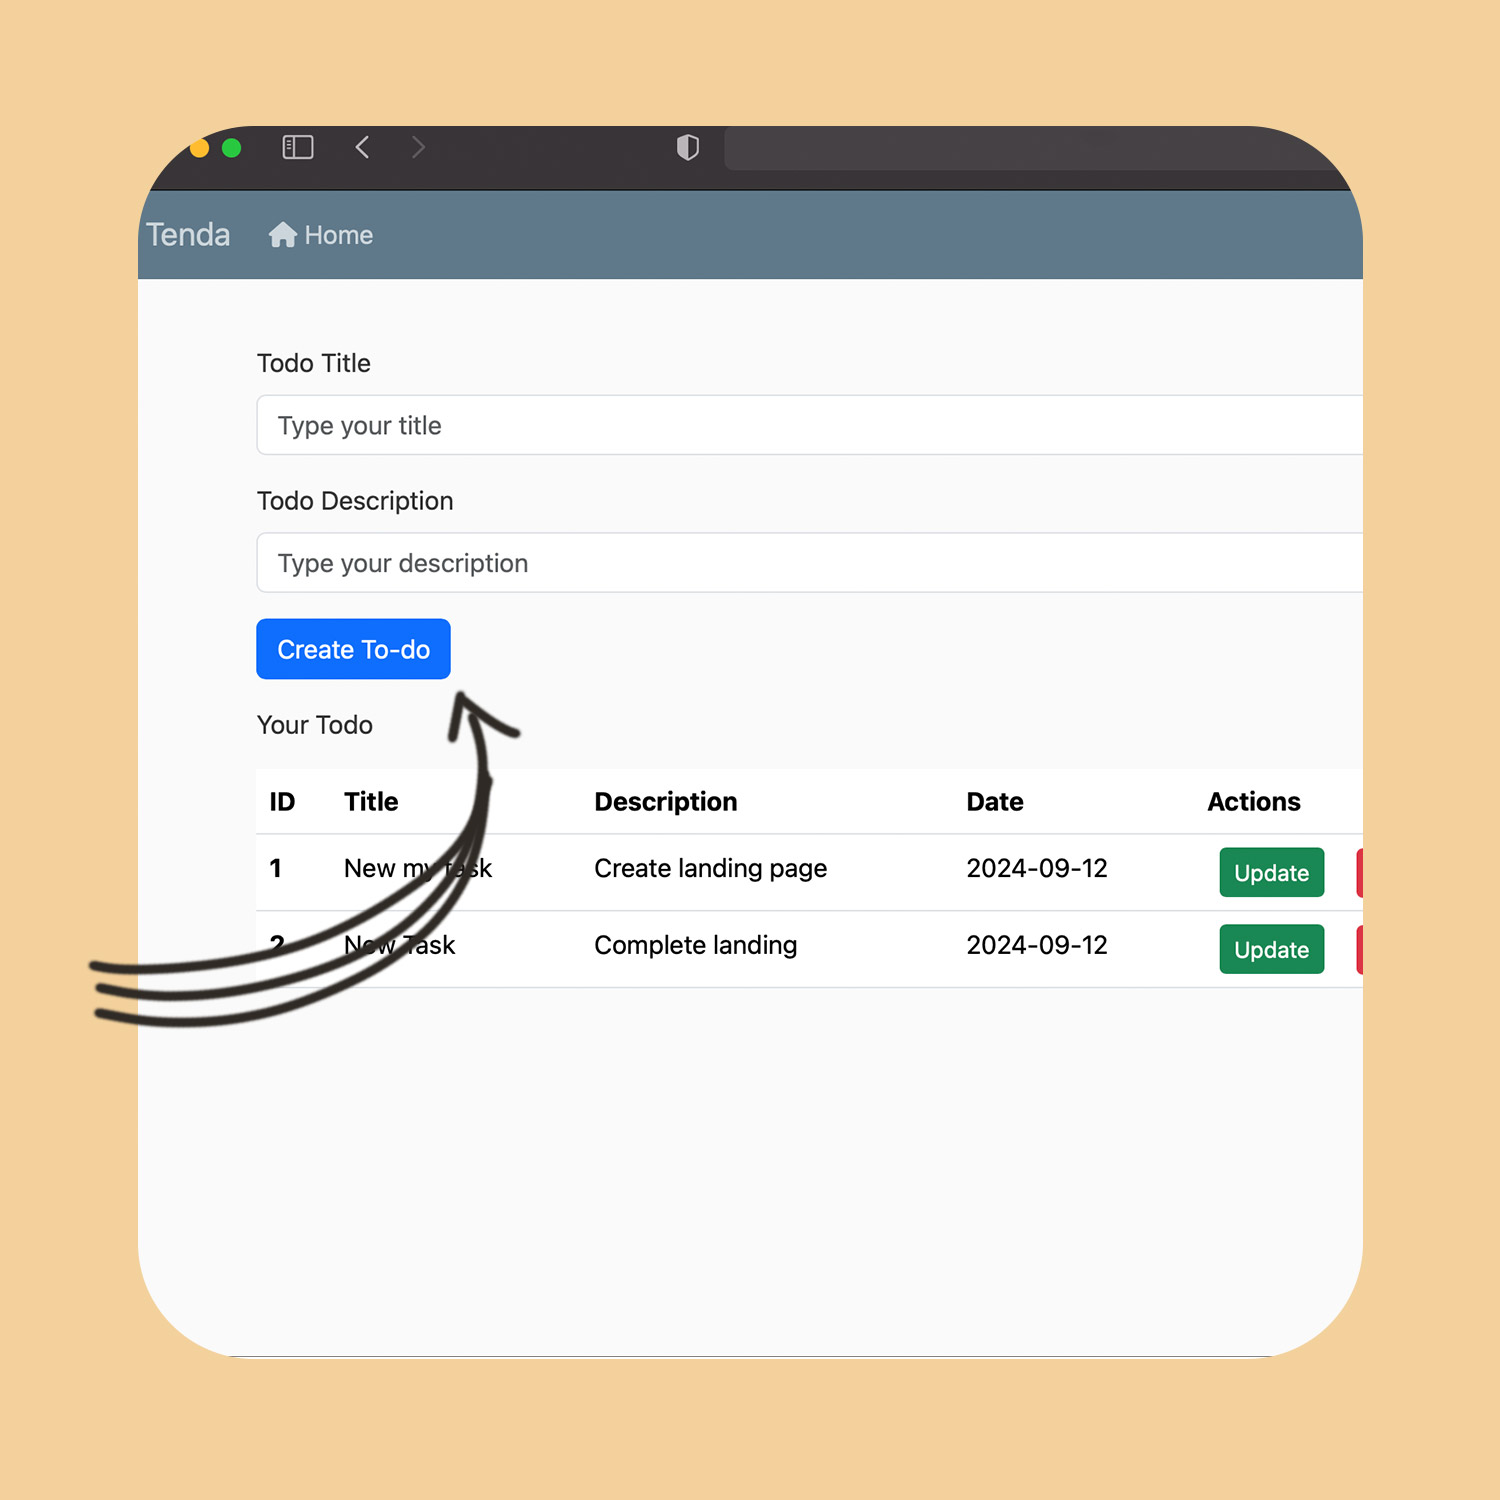 Tenda Home
Todo Title
Type your title
Todo Description
Type your description
Create To-do
Your Todo
ID Title Description Date Actions
1 New my task Create landing page 2024-09-12 Update
2 New Task Complete landing 2024-09-12 Update